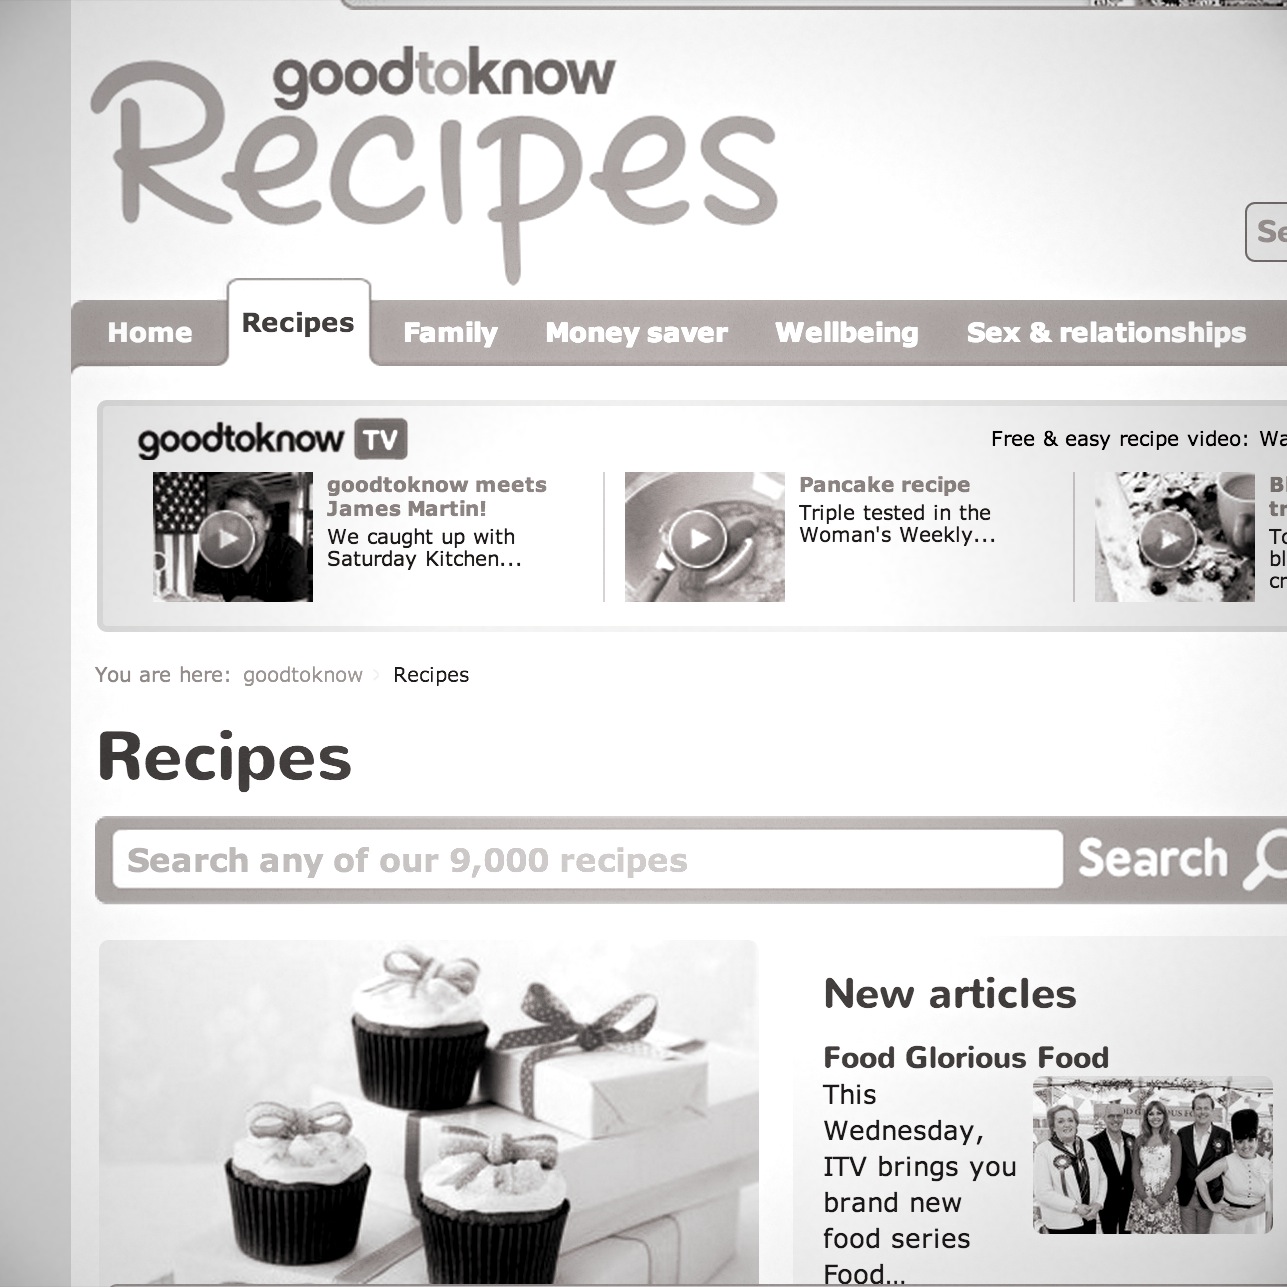 goodtoknow
Recipes
Se
Home Recipes Family Money saver Wellbeing Sex & relationships
goodtoknow TV
Free & easy recipe video: Wa
goodtoknow meets
James Martin!
We caught up with
Saturday Kitchen...
Pancake recipe
Triple tested in the
Woman's Weekly...
Bl
tr
To
bl
cr
You are here: goodtoknow › Recipes
Recipes
Search any of our 9,000 recipes Search
New articles
Food Glorious Food
This
Wednesday,
ITV brings you
brand new
food series
Food...